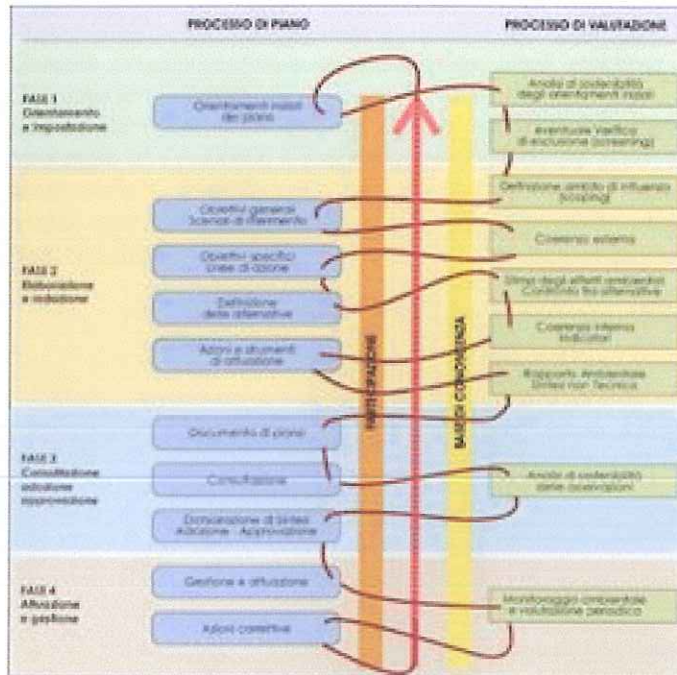 PROCESSO DI PIANO
PROCESSO DI VALUTAZIONE
FASE 1
Orientamento
e impostazione
Orientamenti iniziali
del piano
Analisi di sostenibilità
degli orientamenti iniziali
eventuale Verifica
di esclusione (screening)
FASE 2
Elaborazione
e redazione
Obiettivi generali
Scenari di riferimento
Obiettivi specifici
Linee di azione
Definizione
delle alternative
Azioni e strumenti
di attuazione
Definizione ambito di influenza
(scoping)
Coerenza esterna
Stima degli effetti ambientali
Confronto fra alternative
Coerenza interna
Indicatori
Rapporto Ambientale
Sintesi non Tecnica
PARTECIPAZIONE
BASE DI CONOSCENZA
FASE 3
Consultazione
adozione
approvazione
Documento di piano
Consultazione
Dichiarazione di Sintesi
Adozione - Approvazione
Analisi di sostenibilità
delle osservazioni
FASE 4
Attuazione
e gestione
Gestione e attuazione
Azioni correttive
Monitoraggio ambientale
e valutazione periodica